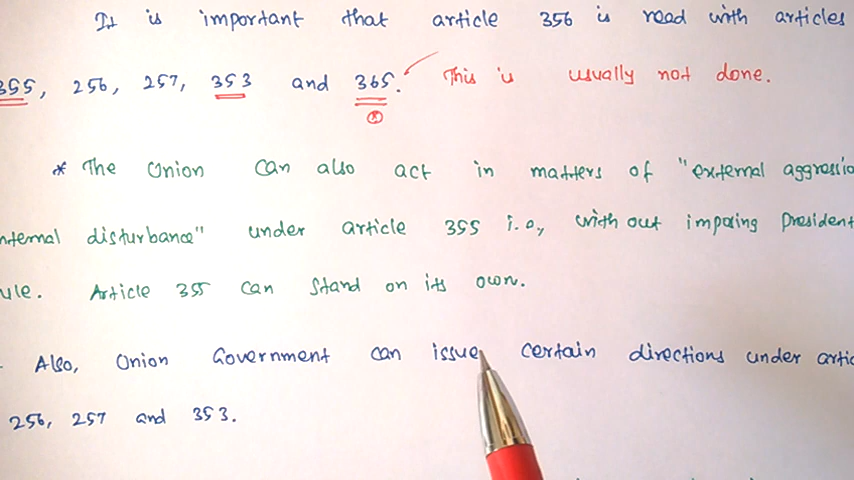 It is important that article 356 is read with articles
355, 256, 257, 353 and 365. This is usually not done.
* The Union can also act in matters of "external aggressio
nternal disturbance" under article 355 i.e, with out imposing President
ule. Article 355 can stand on its own.
- Also, Union Government can issue certain directions under artic
256, 257 and 353.